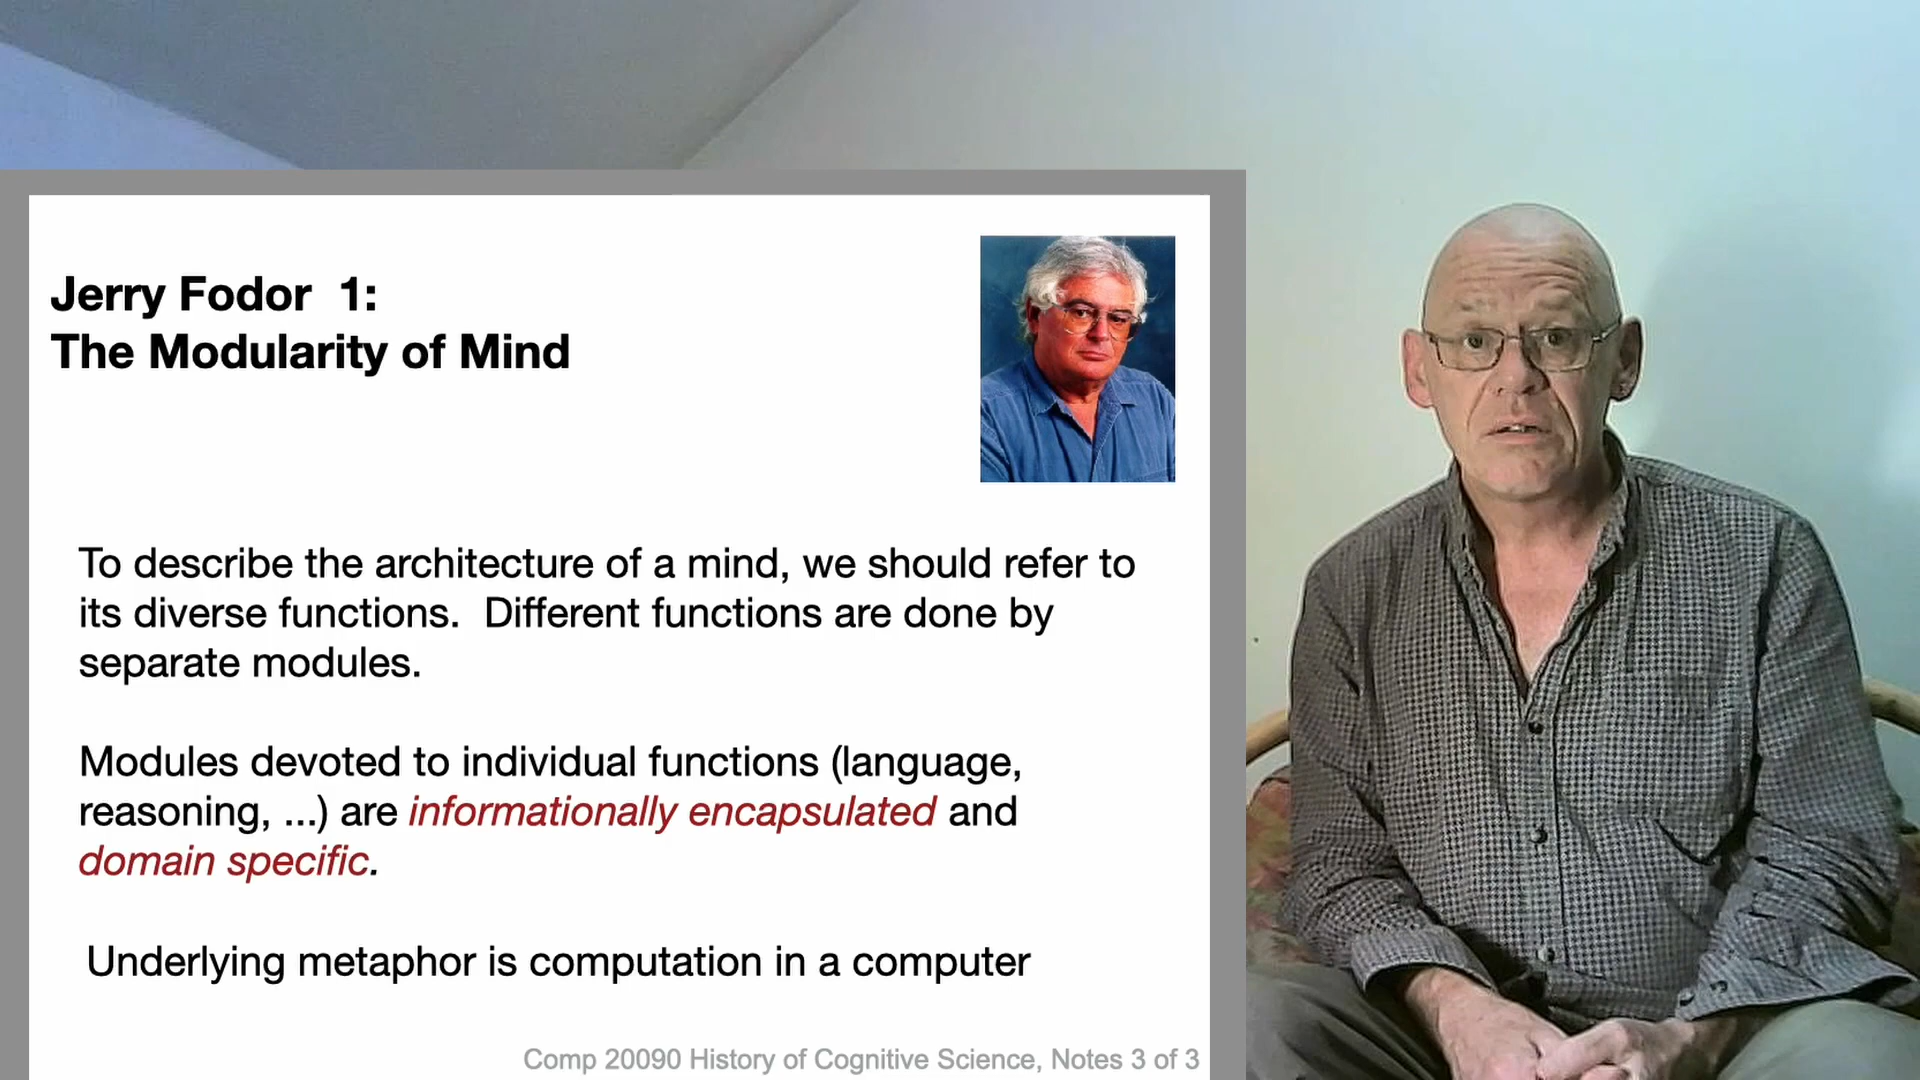 Jerry Fodor 1:
The Modularity of Mind
To describe the architecture of a mind, we should refer to
its diverse functions. Different functions are done by
separate modules.
Modules devoted to individual functions (language,
reasoning, ...) are informationally encapsulated and
domain specific.
Underlying metaphor is computation in a computer
Comp 20090 History of Cognitive Science, Notes 3 of 3